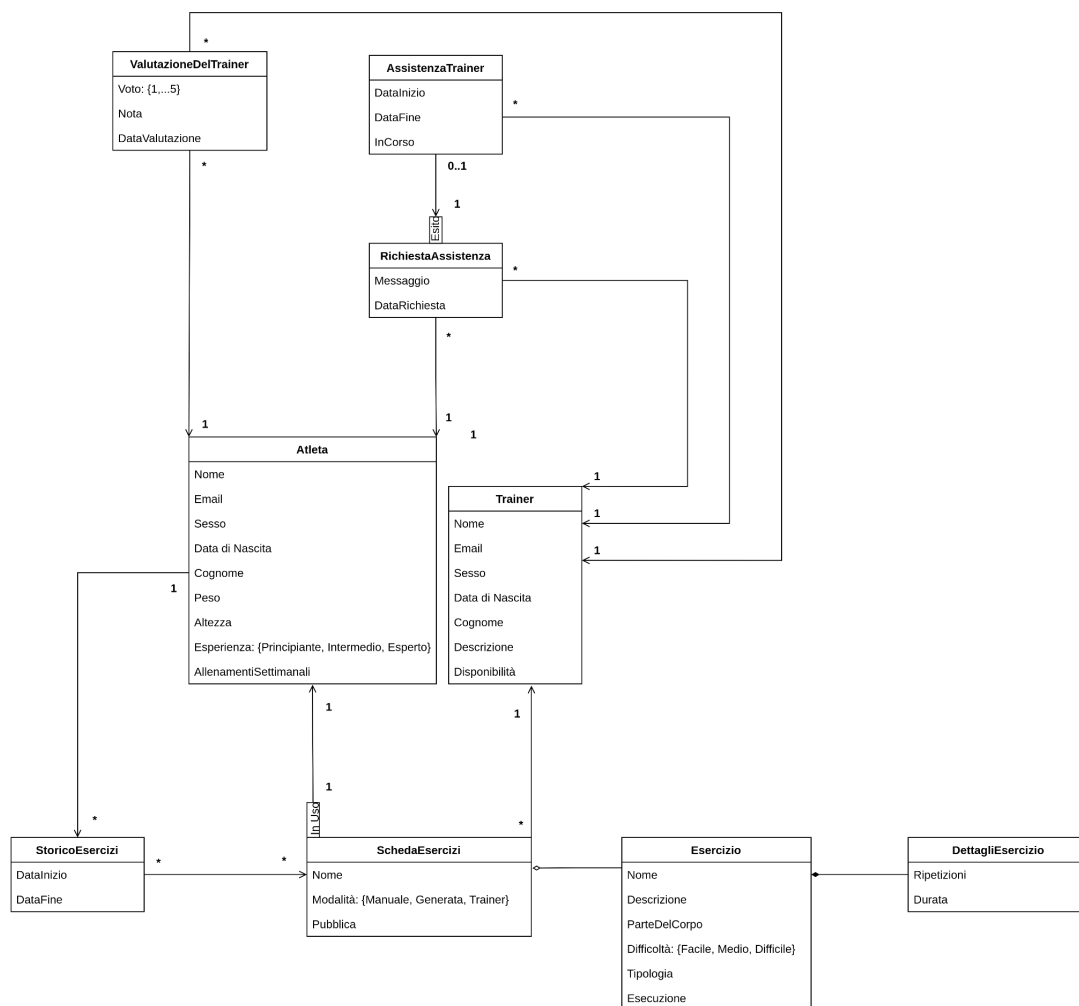 *
ValutazioneDelTrainer
Voto: {1,...5}
Nota
DataValutazione
*
1
AssistenzaTrainer
DataInizio
DataFine
InCorso
*
0..1
1
Esito
RichiestaAssistenza
Messaggio
DataRichiesta
*
*
1
1
Atleta
Nome
Email
Sesso
Data di Nascita
Cognome
Peso
Altezza
Esperienza: {Principiante, Intermedio, Esperto}
AllenamentiSettimanali
1
1
1
1
Trainer
Nome
Email
Sesso
Data di Nascita
Cognome
Descrizione
Disponibilità
1
1
1
1
In Uso
*
*
StoricoEsercizi
DataInizio
DataFine
*
*
SchedaEsercizi
Nome
Modalità: {Manuale, Generata, Trainer}
Pubblica
Esercizio
Nome
Descrizione
ParteDelCorpo
Difficoltà: {Facile, Medio, Difficile}
Tipologia
Esecuzione
DettagliEsercizio
Ripetizioni
Durata